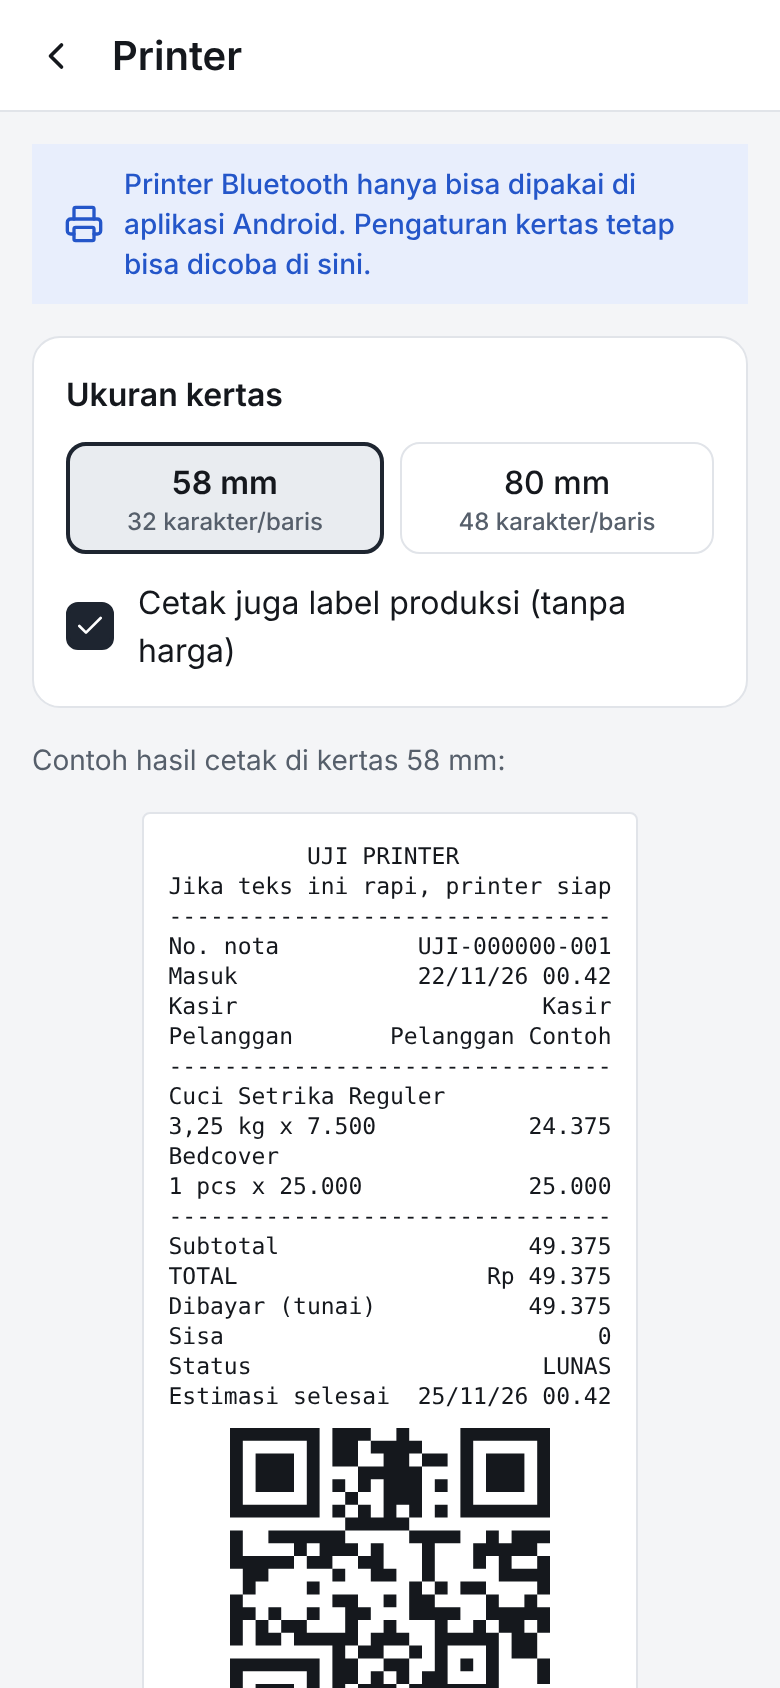 Printer
Printer Bluetooth hanya bisa dipakai di
aplikasi Android. Pengaturan kertas tetap
bisa dicoba di sini.
Ukuran kertas
58 mm
32 karakter/baris
80 mm
48 karakter/baris
Cetak juga label produksi (tanpa
harga)
Contoh hasil cetak di kertas 58 mm:
UJI PRINTER
Jika teks ini rapi, printer siap
--------------------------------
No. nota UJI-000000-001
Masuk 22/11/26 00.42
Kasir Kasir
Pelanggan Pelanggan Contoh
--------------------------------
Cuci Setrika Reguler
3,25 kg x 7.500 24.375
Bedcover
1 pcs x 25.000 25.000
--------------------------------
Subtotal 49.375
TOTAL Rp 49.375
Dibayar (tunai) 49.375
Sisa 0
Status LUNAS
Estimasi selesai 25/11/26 00.42